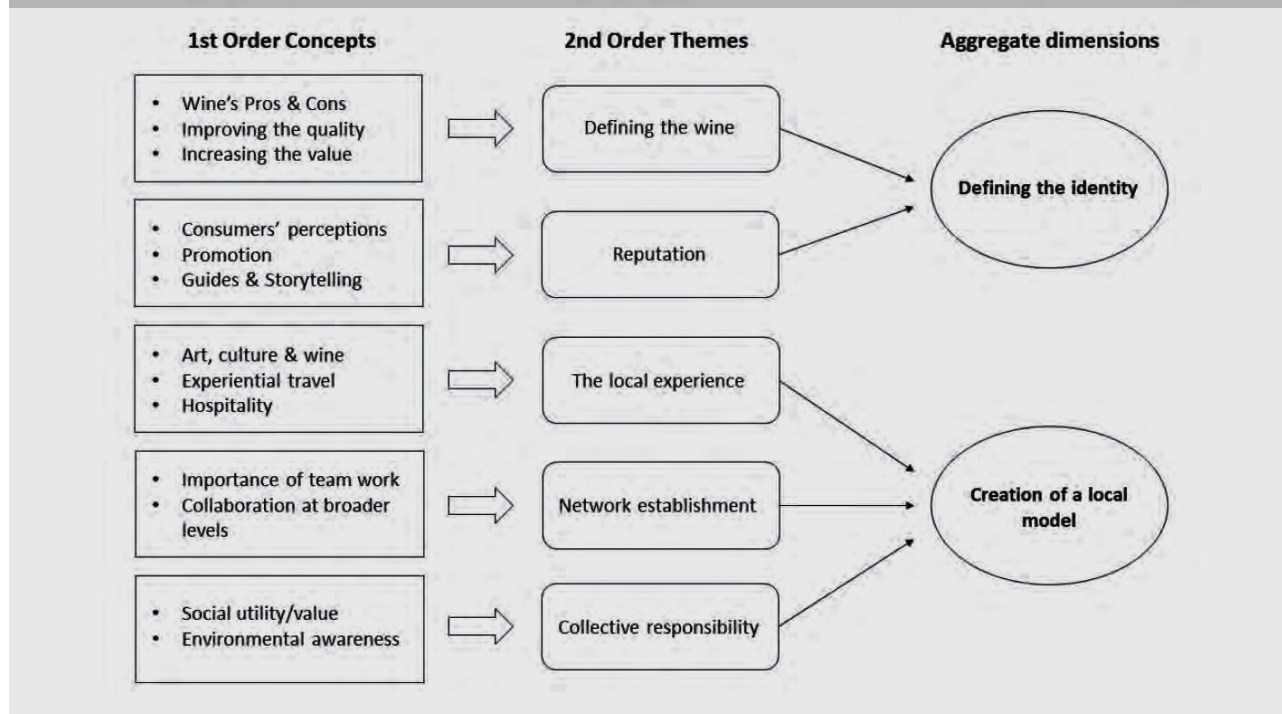 1st Order Concepts
2nd Order Themes
Aggregate dimensions
• Wine's Pros & Cons
• Improving the quality
• Increasing the value
Defining the wine
Defining the identity
• Consumers' perceptions
• Promotion
• Guides & Storytelling
Reputation
• Art, culture & wine
• Experiential travel
• Hospitality
The local experience
• Importance of team work
• Collaboration at broader
levels
Network establishment
Creation of a local
model
• Social utility/value
• Environmental awareness
Collective responsibility